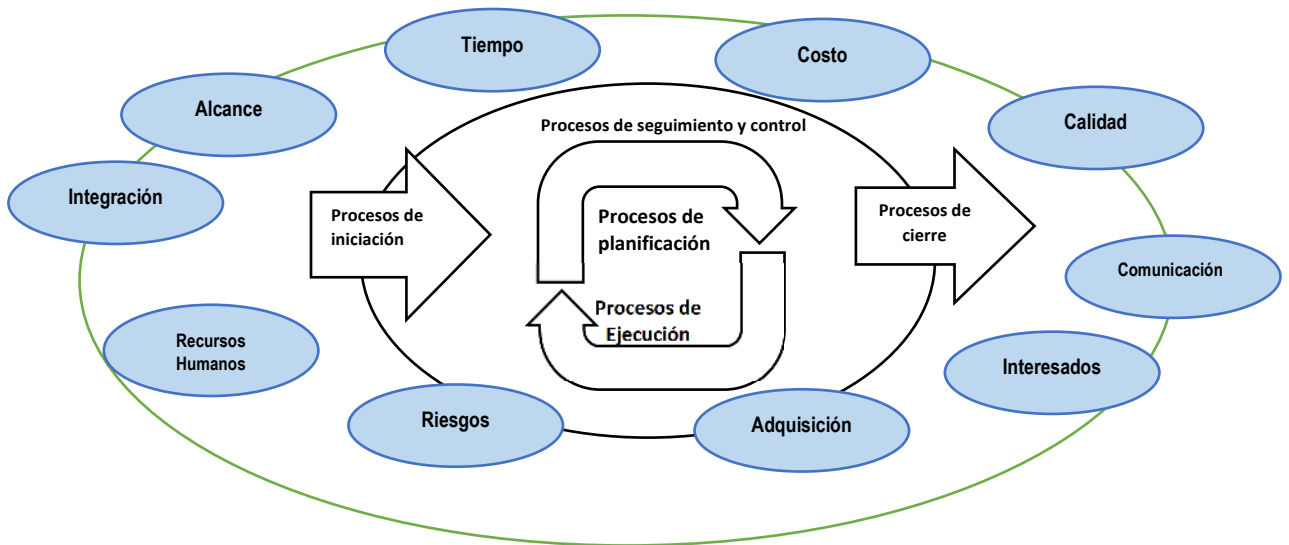 Tiempo
Costo
Alcance
Calidad
Procesos de seguimiento y control
Integración
Procesos de
iniciación
Procesos de
planificación
Procesos de
cierre
Comunicación
Procesos de
Ejecución
Recursos
Humanos
Interesados
Riesgos
Adquisición